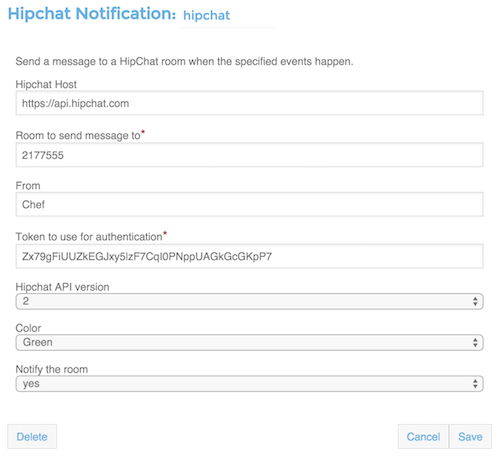 Hipchat Notification: hipchat
Send a message to a HipChat room when the specified events happen.
Hipchat Host
https://api.hipchat.com
Room to send message to*
2177555
From
Chef
Token to use for authentication*
Zx79gFiUUZkEGJxy5lzF7CqI0PNppUAGkGcGKpP7
Hipchat API version
2
Color
Green
Notify the room
yes
Delete
Cancel
Save